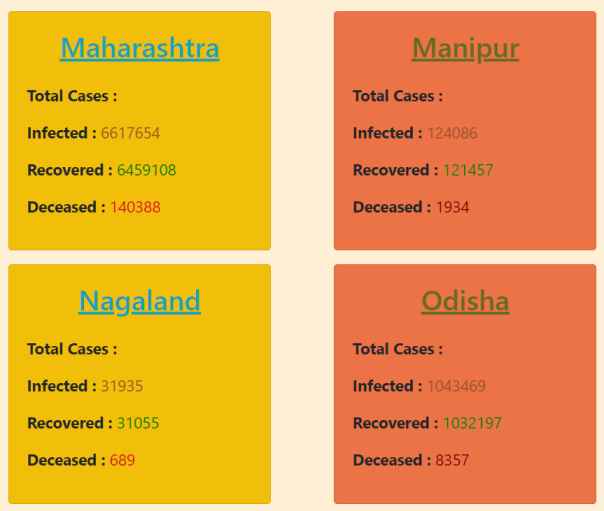 Maharashtra
Total Cases :
Infected : 6617654
Recovered : 6459108
Deceased : 140388
Manipur
Total Cases :
Infected : 124086
Recovered : 121457
Deceased : 1934
Nagaland
Total Cases :
Infected : 31935
Recovered : 31055
Deceased : 689
Odisha
Total Cases :
Infected : 1043469
Recovered : 1032197
Deceased : 8357